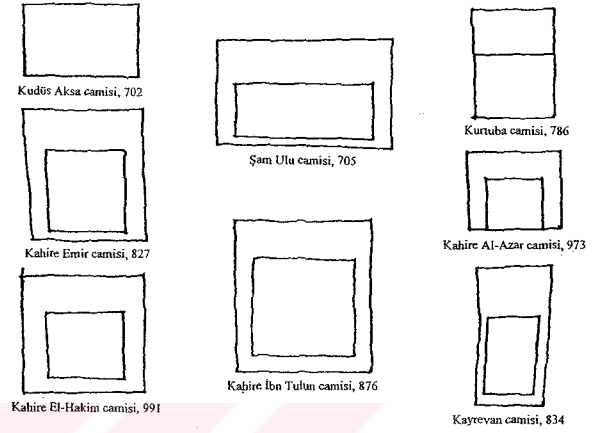 Kudüs Aksa camisi, 702
Şam Ulu camisi, 705
Kurtuba camisi, 786
Kahire Emir camisi, 827
Kahire Al-Azar camisi, 973
Kahire El-Hakim camisi, 991
Kahire İbn Tulun camisi, 876
Kayrevan camisi, 834